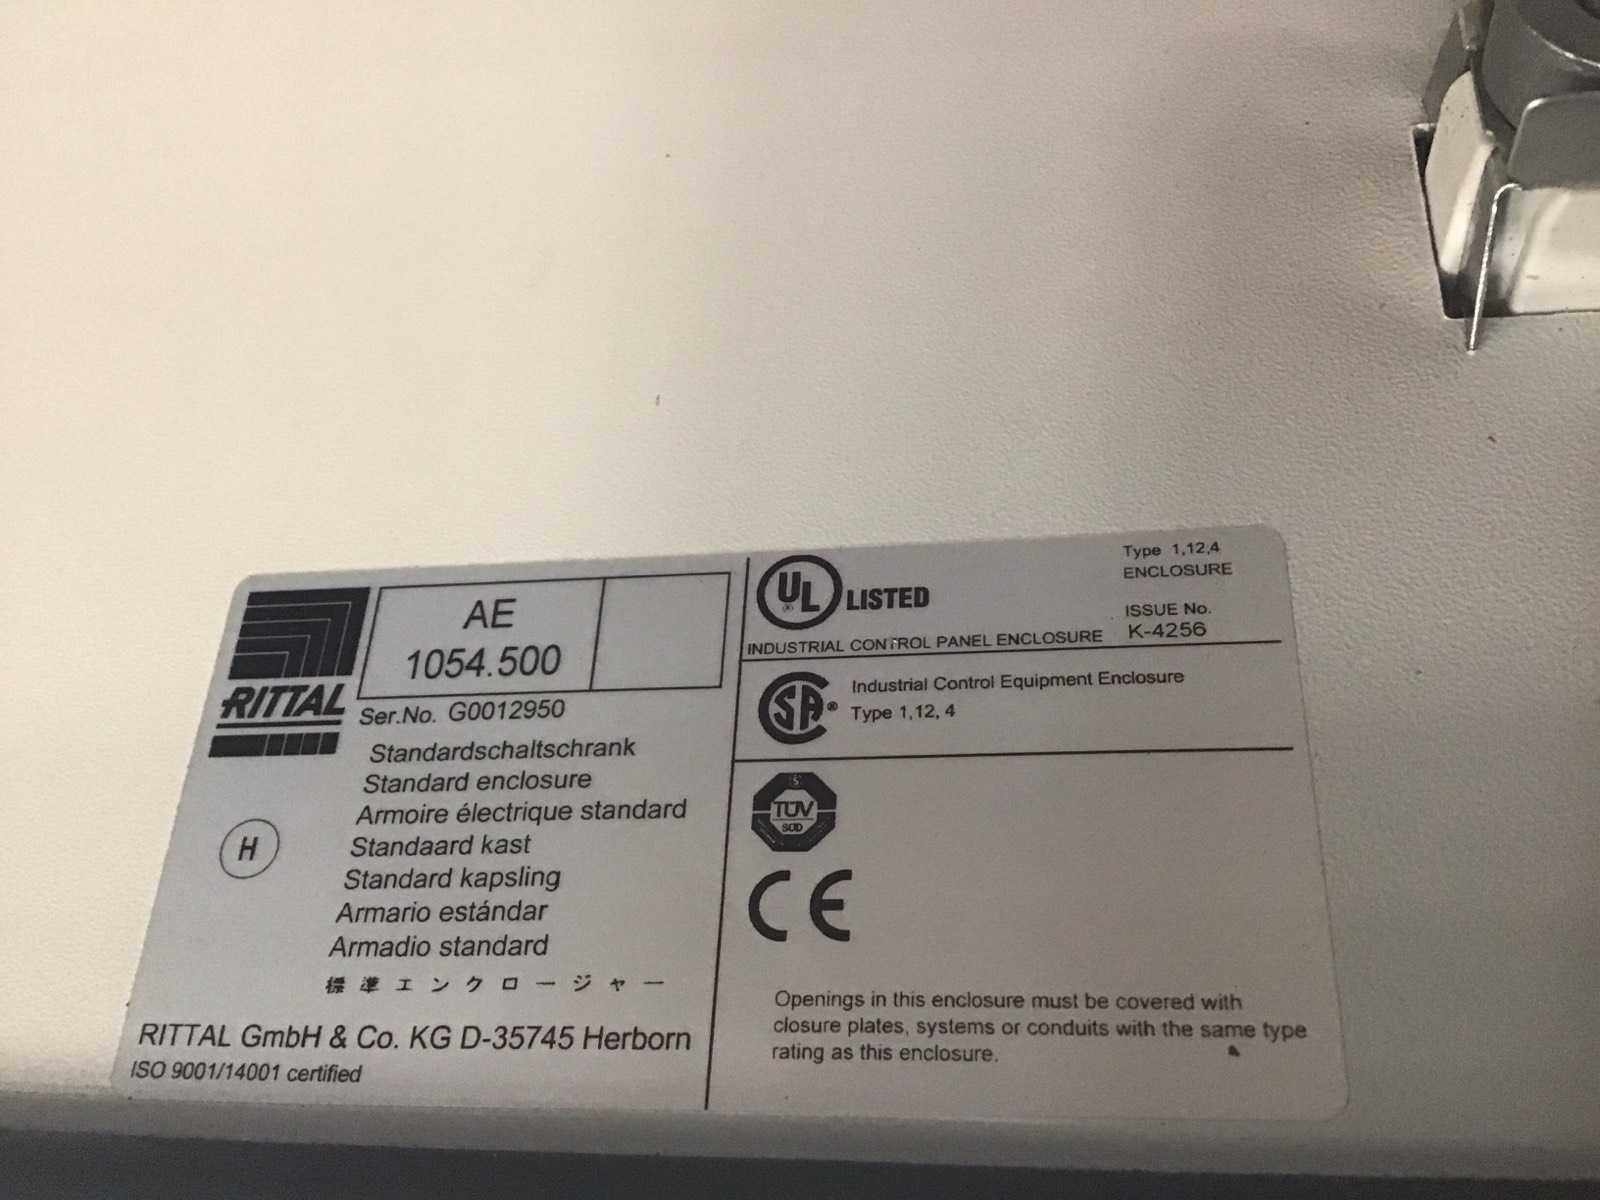 RITTAL
AE
1054.500
Ser.No. G0012950
H
Standardschaltschrank
Standard enclosure
Armoire électrique standard
Standaard kast
Standard kapsling
Armario estándar
Armadio standard
標準エンクロージャー
RITTAL GmbH & Co. KG D-35745 Herborn
ISO 9001/14001 certified
UL® LISTED
INDUSTRIAL CONTROL PANEL ENCLOSURE
Type 1,12,4
ENCLOSURE
ISSUE No.
K-4256
SA®
Industrial Control Equipment Enclosure
Type 1,12, 4
TÜV
SÜD
CE
Openings in this enclosure must be covered with
closure plates, systems or conduits with the same type
rating as this enclosure.